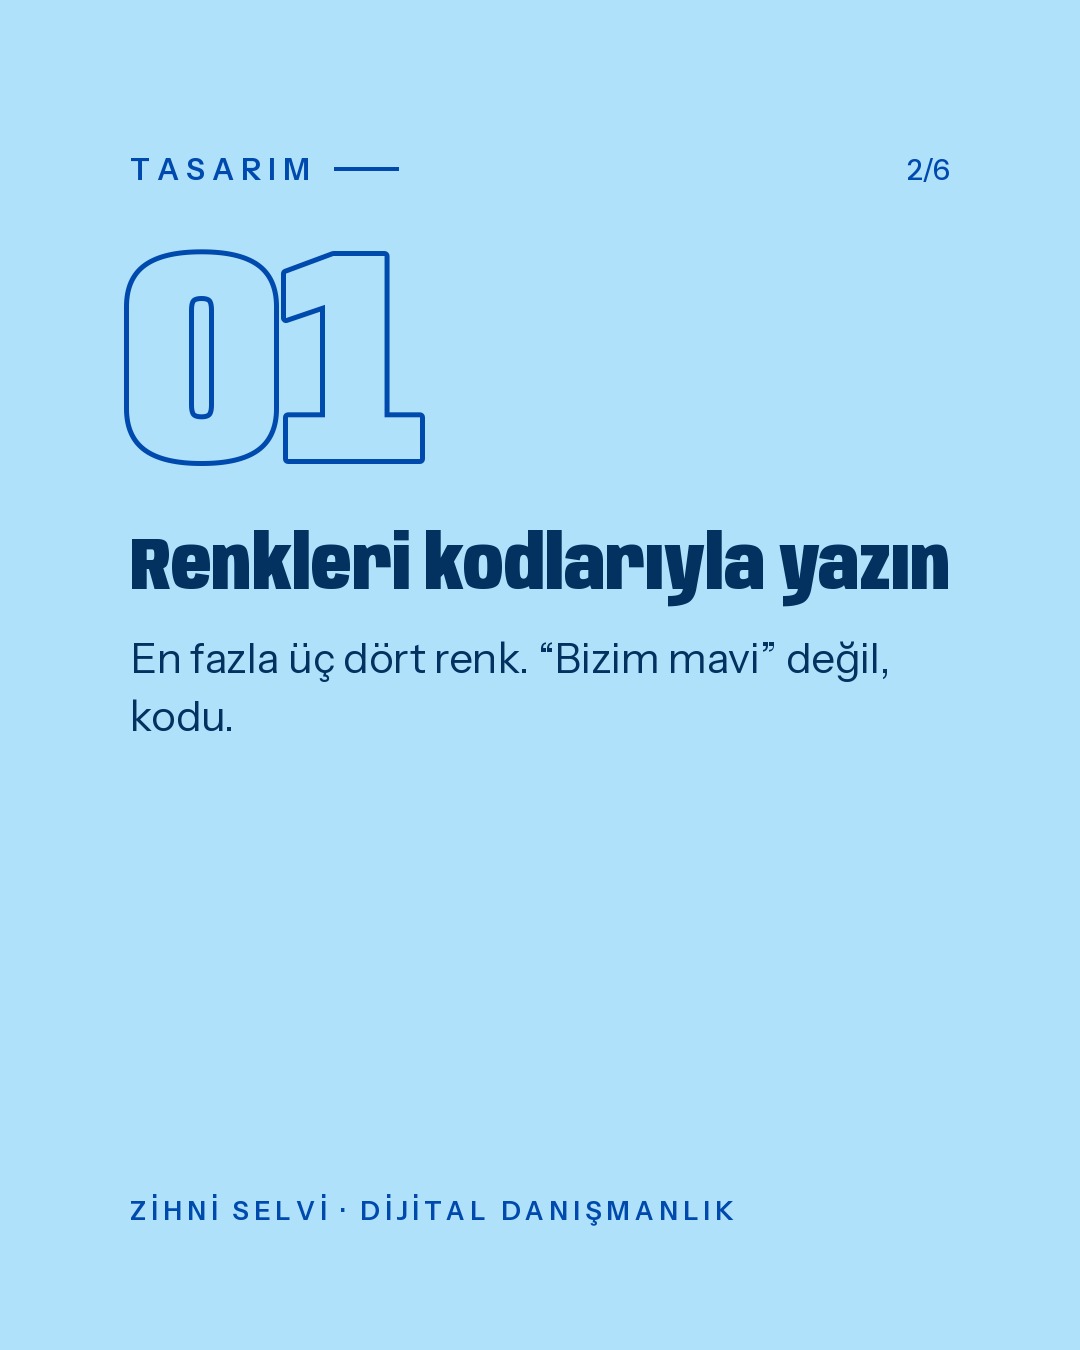 TASARIM
2/6
01
Renkleri kodlarıyla yazın
En fazla üç dört renk. “Bizim mavi” değil,
kodu.
ZİHNİ SELVİ · DİJİTAL DANIŞMANLIK